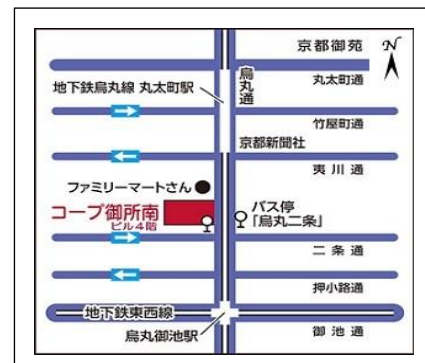 京都御苑
N
地下鉄烏丸線 丸太町駅
烏丸通
丸太町通
竹屋町通
京都新聞社
夷川通
ファミリーマートさん
コープ御所南
ビル4階
バス停
「烏丸二条」
二条通
押小路通
地下鉄東西線
烏丸御池駅
御池通